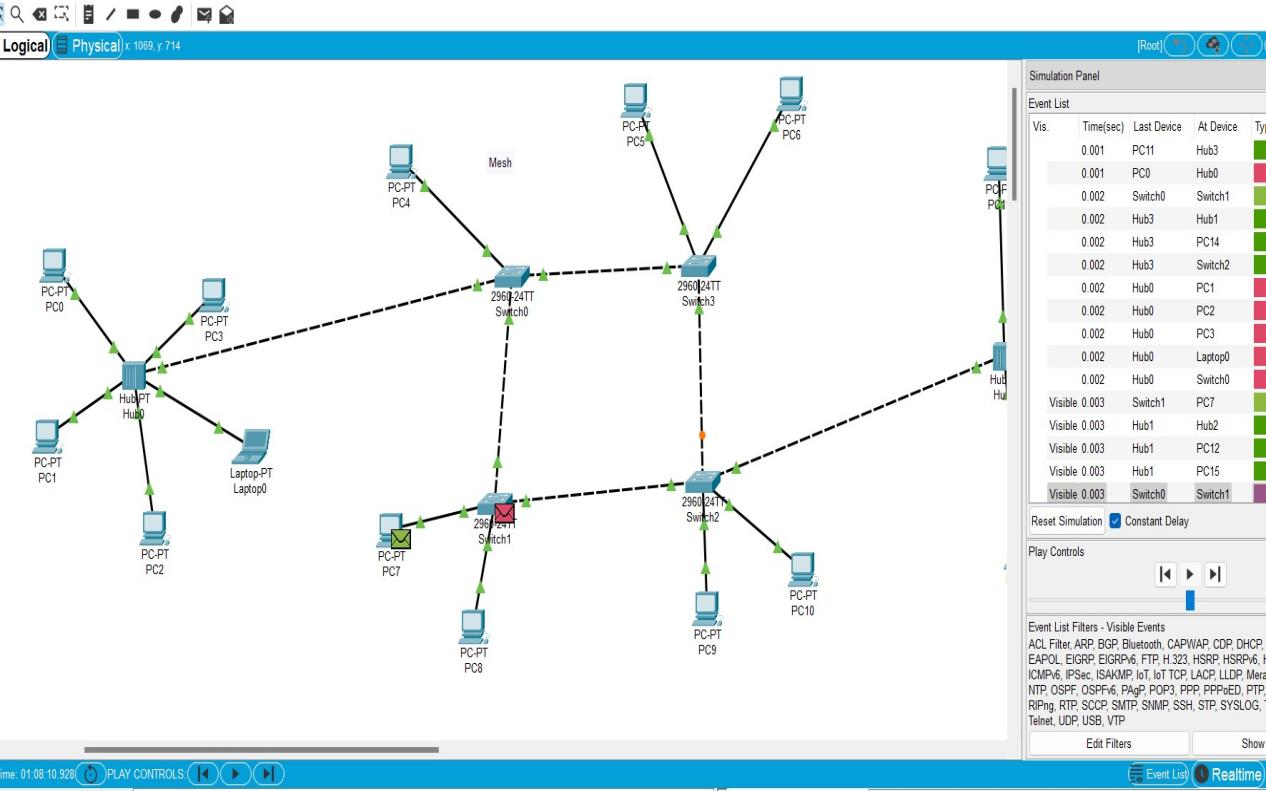 Logical Physical x: 1069, y: 714 [Root]
Simulation Panel
Event List
Vis. Time(sec) Last Device At Device
0.001 PC11 Hub3
0.001 PC0 Hub0
0.002 Switch0 Switch1
0.002 Hub3 Hub1
0.002 Hub3 PC14
0.002 Hub3 Switch2
0.002 Hub0 PC1
0.002 Hub0 PC2
0.002 Hub0 PC3
0.002 Hub0 Laptop0
0.002 Hub0 Switch0
Visible 0.003 Switch1 PC7
Visible 0.003 Hub1 Hub2
Visible 0.003 Hub1 PC12
Visible 0.003 Hub1 PC15
Visible 0.003 Switch0 Switch1
Reset Simulation Constant Delay
Play Controls
Event List Filters - Visible Events
ACL Filter, ARP, BGP, Bluetooth, CAPWAP, CDP, DHCP,
EAPOL, EIGRP, EIGRPv6, FTP, H.323, HSRP, HSRPv6,
ICMPv6, IPSec, ISAKMP, IoT, IoT TCP, LACP, LLDP,
NTP, OSPF, OSPFv6, PAgP, POP3, PPP, PPPoED, PTP,
RIPng, RTP, SCCP, SMTP, SNMP, SSH, STP, SYSLOG,
Telnet, UDP, USB, VTP
Edit Filters Show
PC-PT
PC5
PC-PT
PC6
Mesh
PC-PT
PC4
PC-PT
PC0
PC-PT
PC3
2960-24TT
Switch0
2960-24TT
Switch3
Hub-PT
Hub0
PC-PT
PC1
Laptop-PT
Laptop0
PC-PT
PC2
2960-24TT
Switch1
2960-24TT
Switch2
PC-PT
PC7
PC-PT
PC8
PC-PT
PC9
PC-PT
PC10
Hub
01:08:10.928 PLAY CONTROLS: Event List Realtime